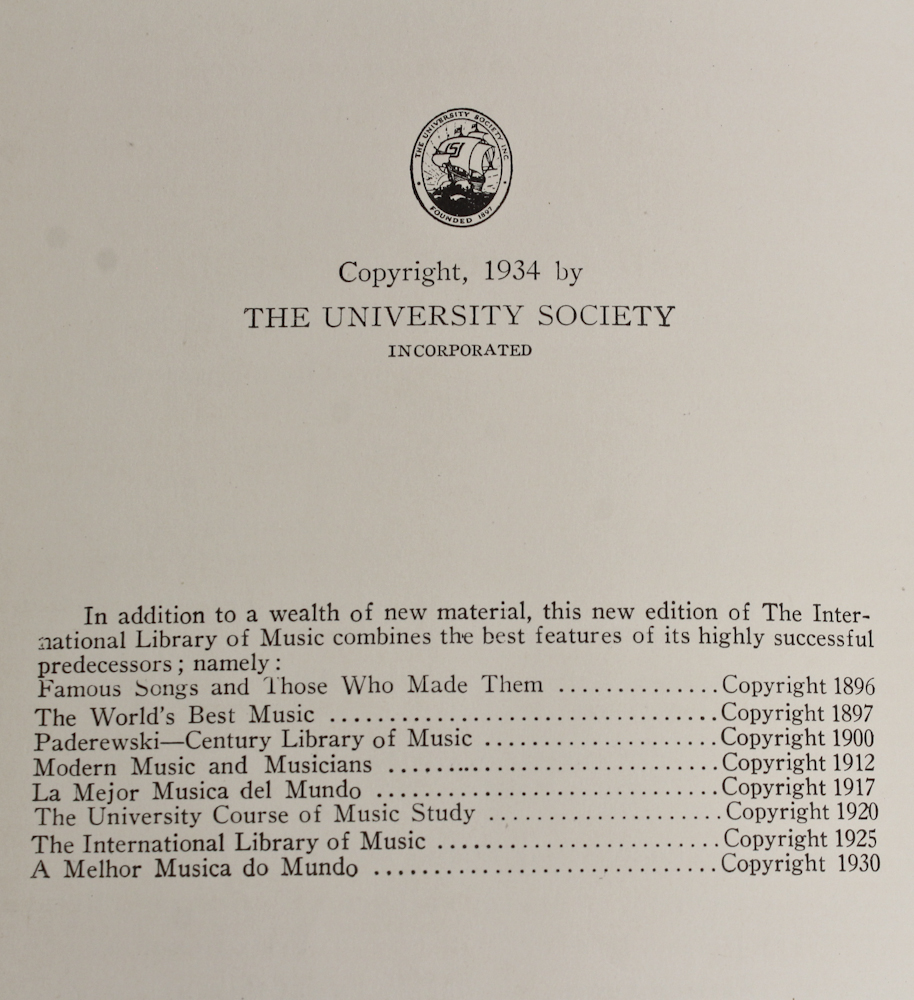 THE UNIVERSITY SOCIETY INC
FOUNDED 1897
Copyright, 1934 by
THE UNIVERSITY SOCIETY
INCORPORATED
In addition to a wealth of new material, this new edition of The Inter-
national Library of Music combines the best features of its highly successful
predecessors; namely:
Famous Songs and Those Who Made Them ..............Copyright 1896
The World's Best Music ..................................Copyright 1897
Paderewski—Century Library of Music ....................Copyright 1900
Modern Music and Musicians .............................Copyright 1912
La Mejor Musica del Mundo ..............................Copyright 1917
The University Course of Music Study ....................Copyright 1920
The International Library of Music ........................Copyright 1925
A Melhor Musica do Mundo ..............................Copyright 1930